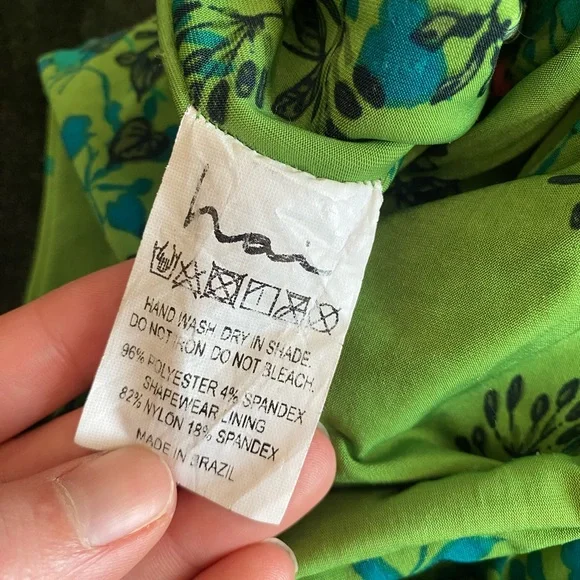 hai
HAND WASH DRY IN SHADE.
DO NOT IRON DO NOT BLEACH.
96% POLYESTER 4% SPANDEX
SHAPEWEAR LINING
82% NYLON 18% SPANDEX
MADE IN BRAZIL